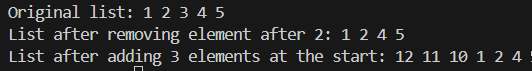 Original list: 1 2 3 4 5
List after removing element after 2: 1 2 4 5
List after adding 3 elements at the start: 12 11 10 1 2 4